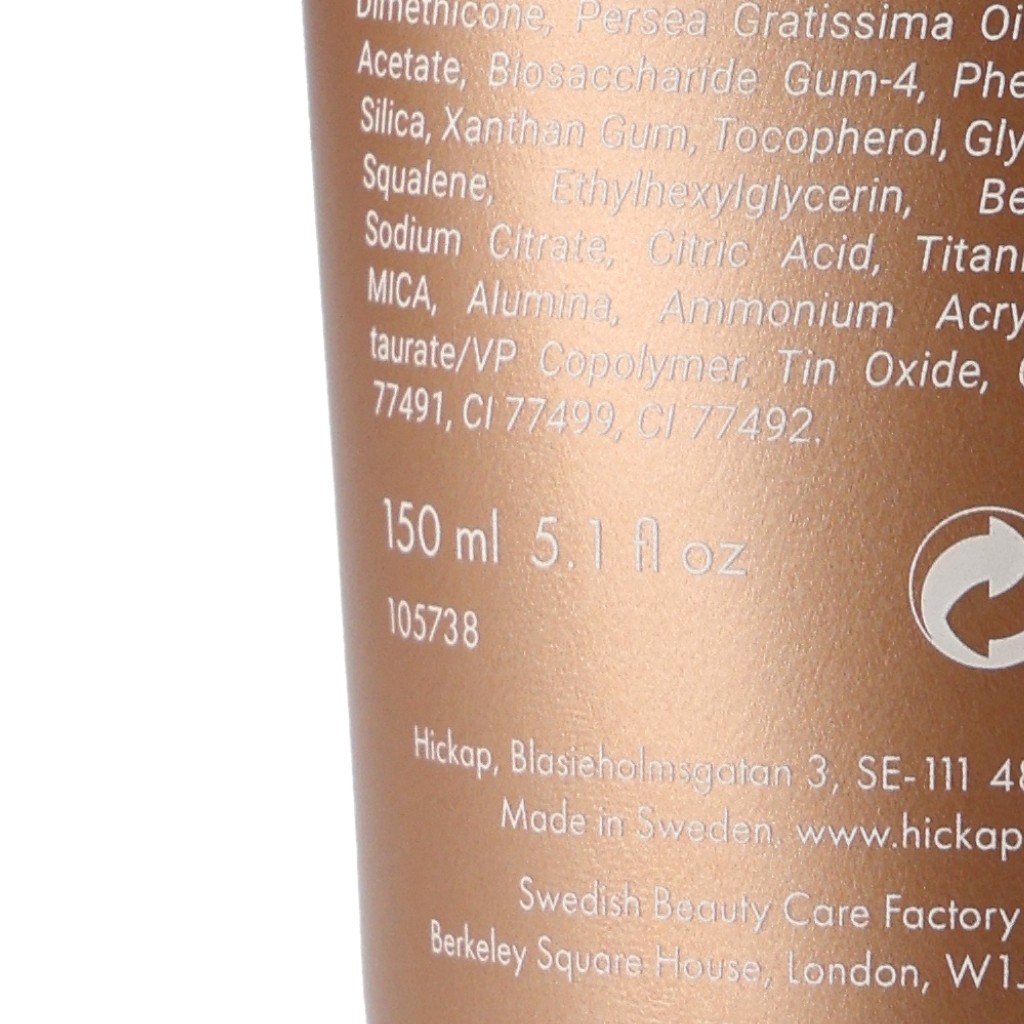 Dimethicone, Persea Gratissima Oi
Acetate, Biosaccharide Gum-4, Phe
Silica, Xanthan Gum, Tocopherol, Gly
Squalene, Ethylhexylglycerin, Be
Sodium CItrate, Citric Acid, Titani
MICA, Alumina, Ammonium Acry
taurate/VP Copolymer, Tin Oxide,
77491, CI 77499, CI 77492.
150 ml 5.1 fl oz
105738
Hickap, Blasieholmsgatan 3, SE-111 48
Made in Sweden. www.hickap
Swedish Beauty Care Factory
Berkeley Square House, London, W1J